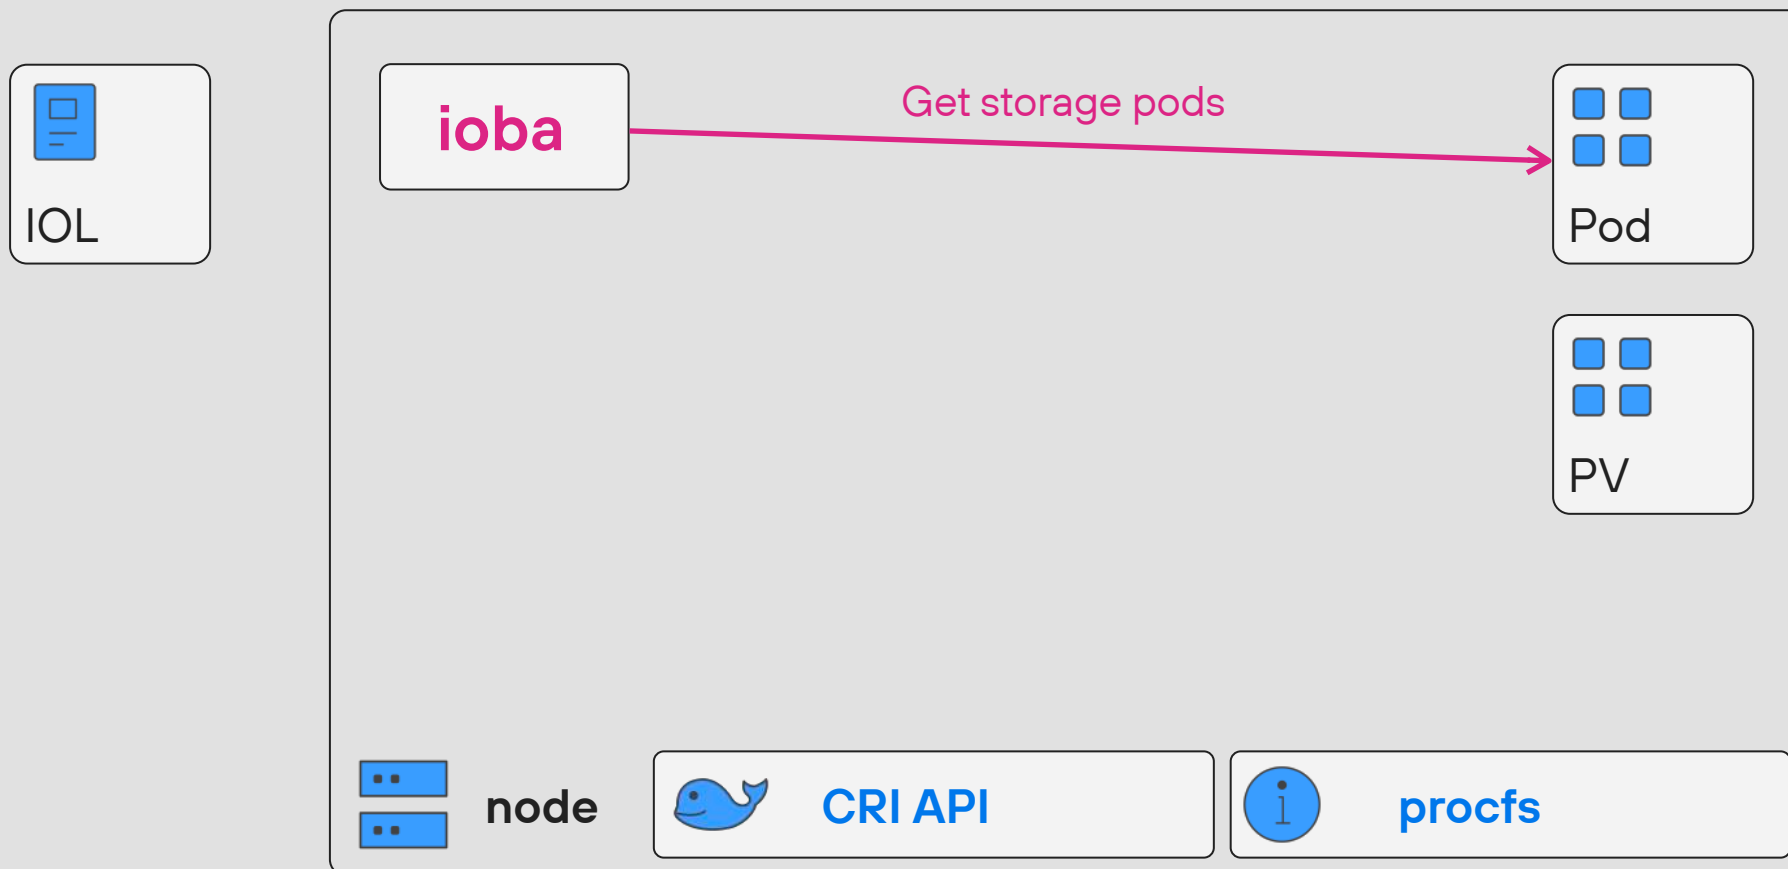 IOL
ioba
Get storage pods
Pod
PV
node
CRI API
procfs